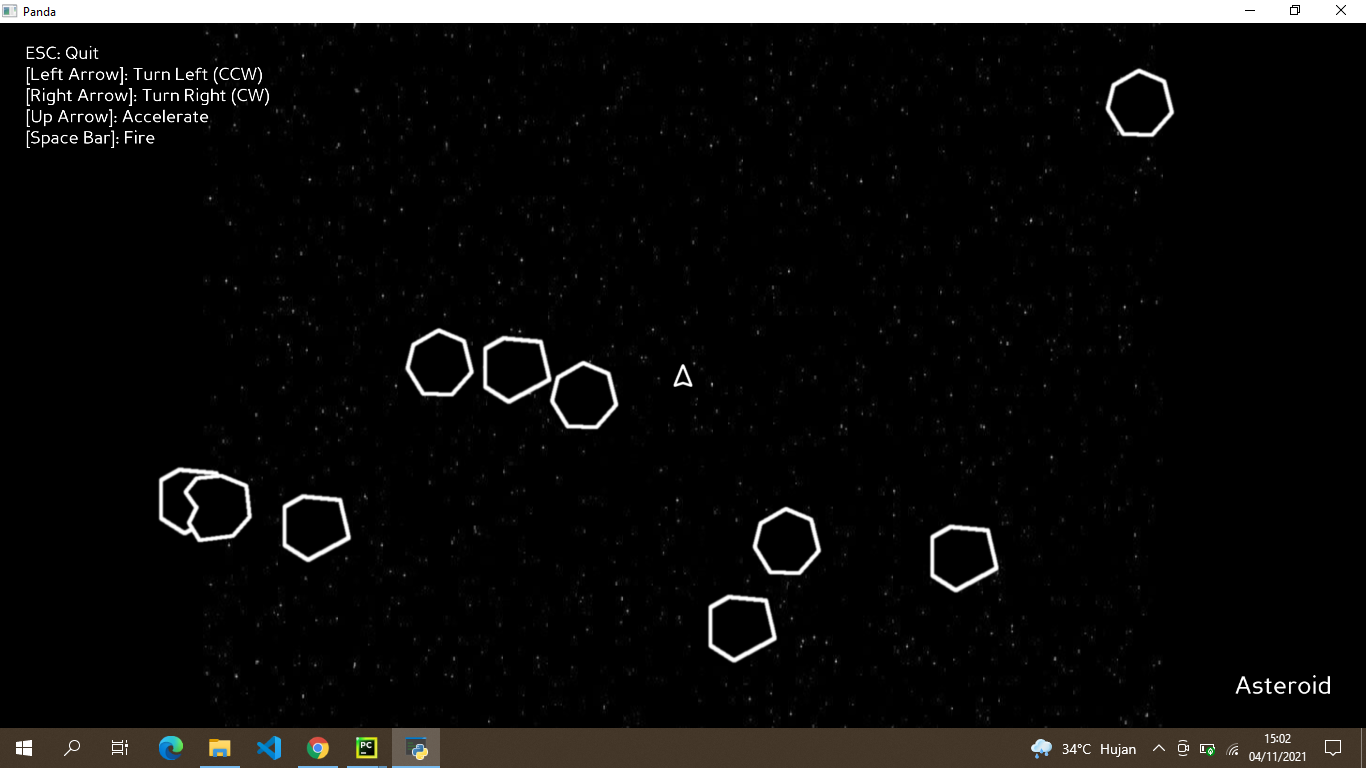 Panda
ESC: Quit
[Left Arrow]: Turn Left (CCW)
[Right Arrow]: Turn Right (CW)
[Up Arrow]: Accelerate
[Space Bar]: Fire
Asteroid
PC
34°C Hujan
15:02
04/11/2021